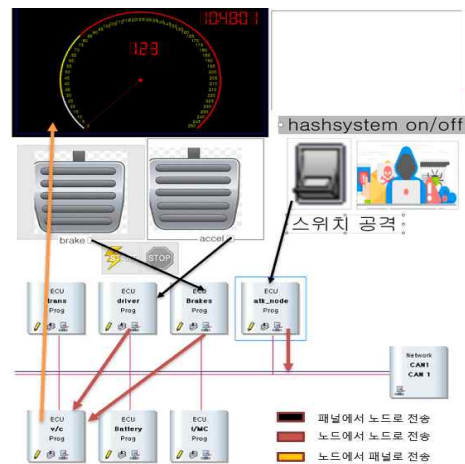 104801
123
hashsystem on/off
brake
accel
STOP
스위치 공격
ECU
trans
Prog
ECU
driver
Prog
ECU
Brakes
Prog
ECU
atk_node
Prog
Network
CAN1
CAN 1
ECU
v/c
Prog
ECU
Battery
Prog
ECU
I/MC
Prog
패널에서 노드로 전송
노드에서 노드로 전송
노드에서 패널로 전송